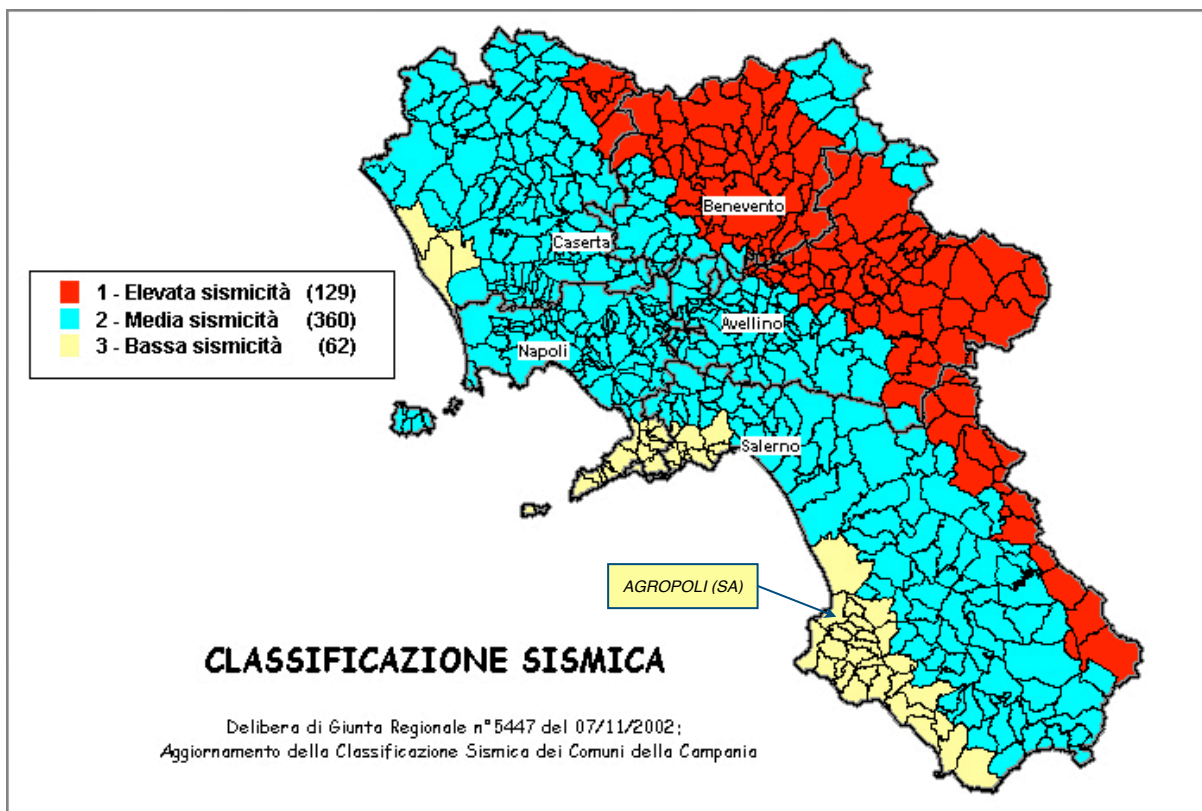 Benevento
Caserta
1 - Elevata sismicità (129)
2 - Media sismicità (360)
3 - Bassa sismicità (62)
Avellino
Napoli
Salerno
AGROPOLI (SA)
CLASSIFICAZIONE SISMICA
Delibera di Giunta Regionale n°5447 del 07/11/2002;
Aggiornamento della Classificazione Sismica dei Comuni della Campania